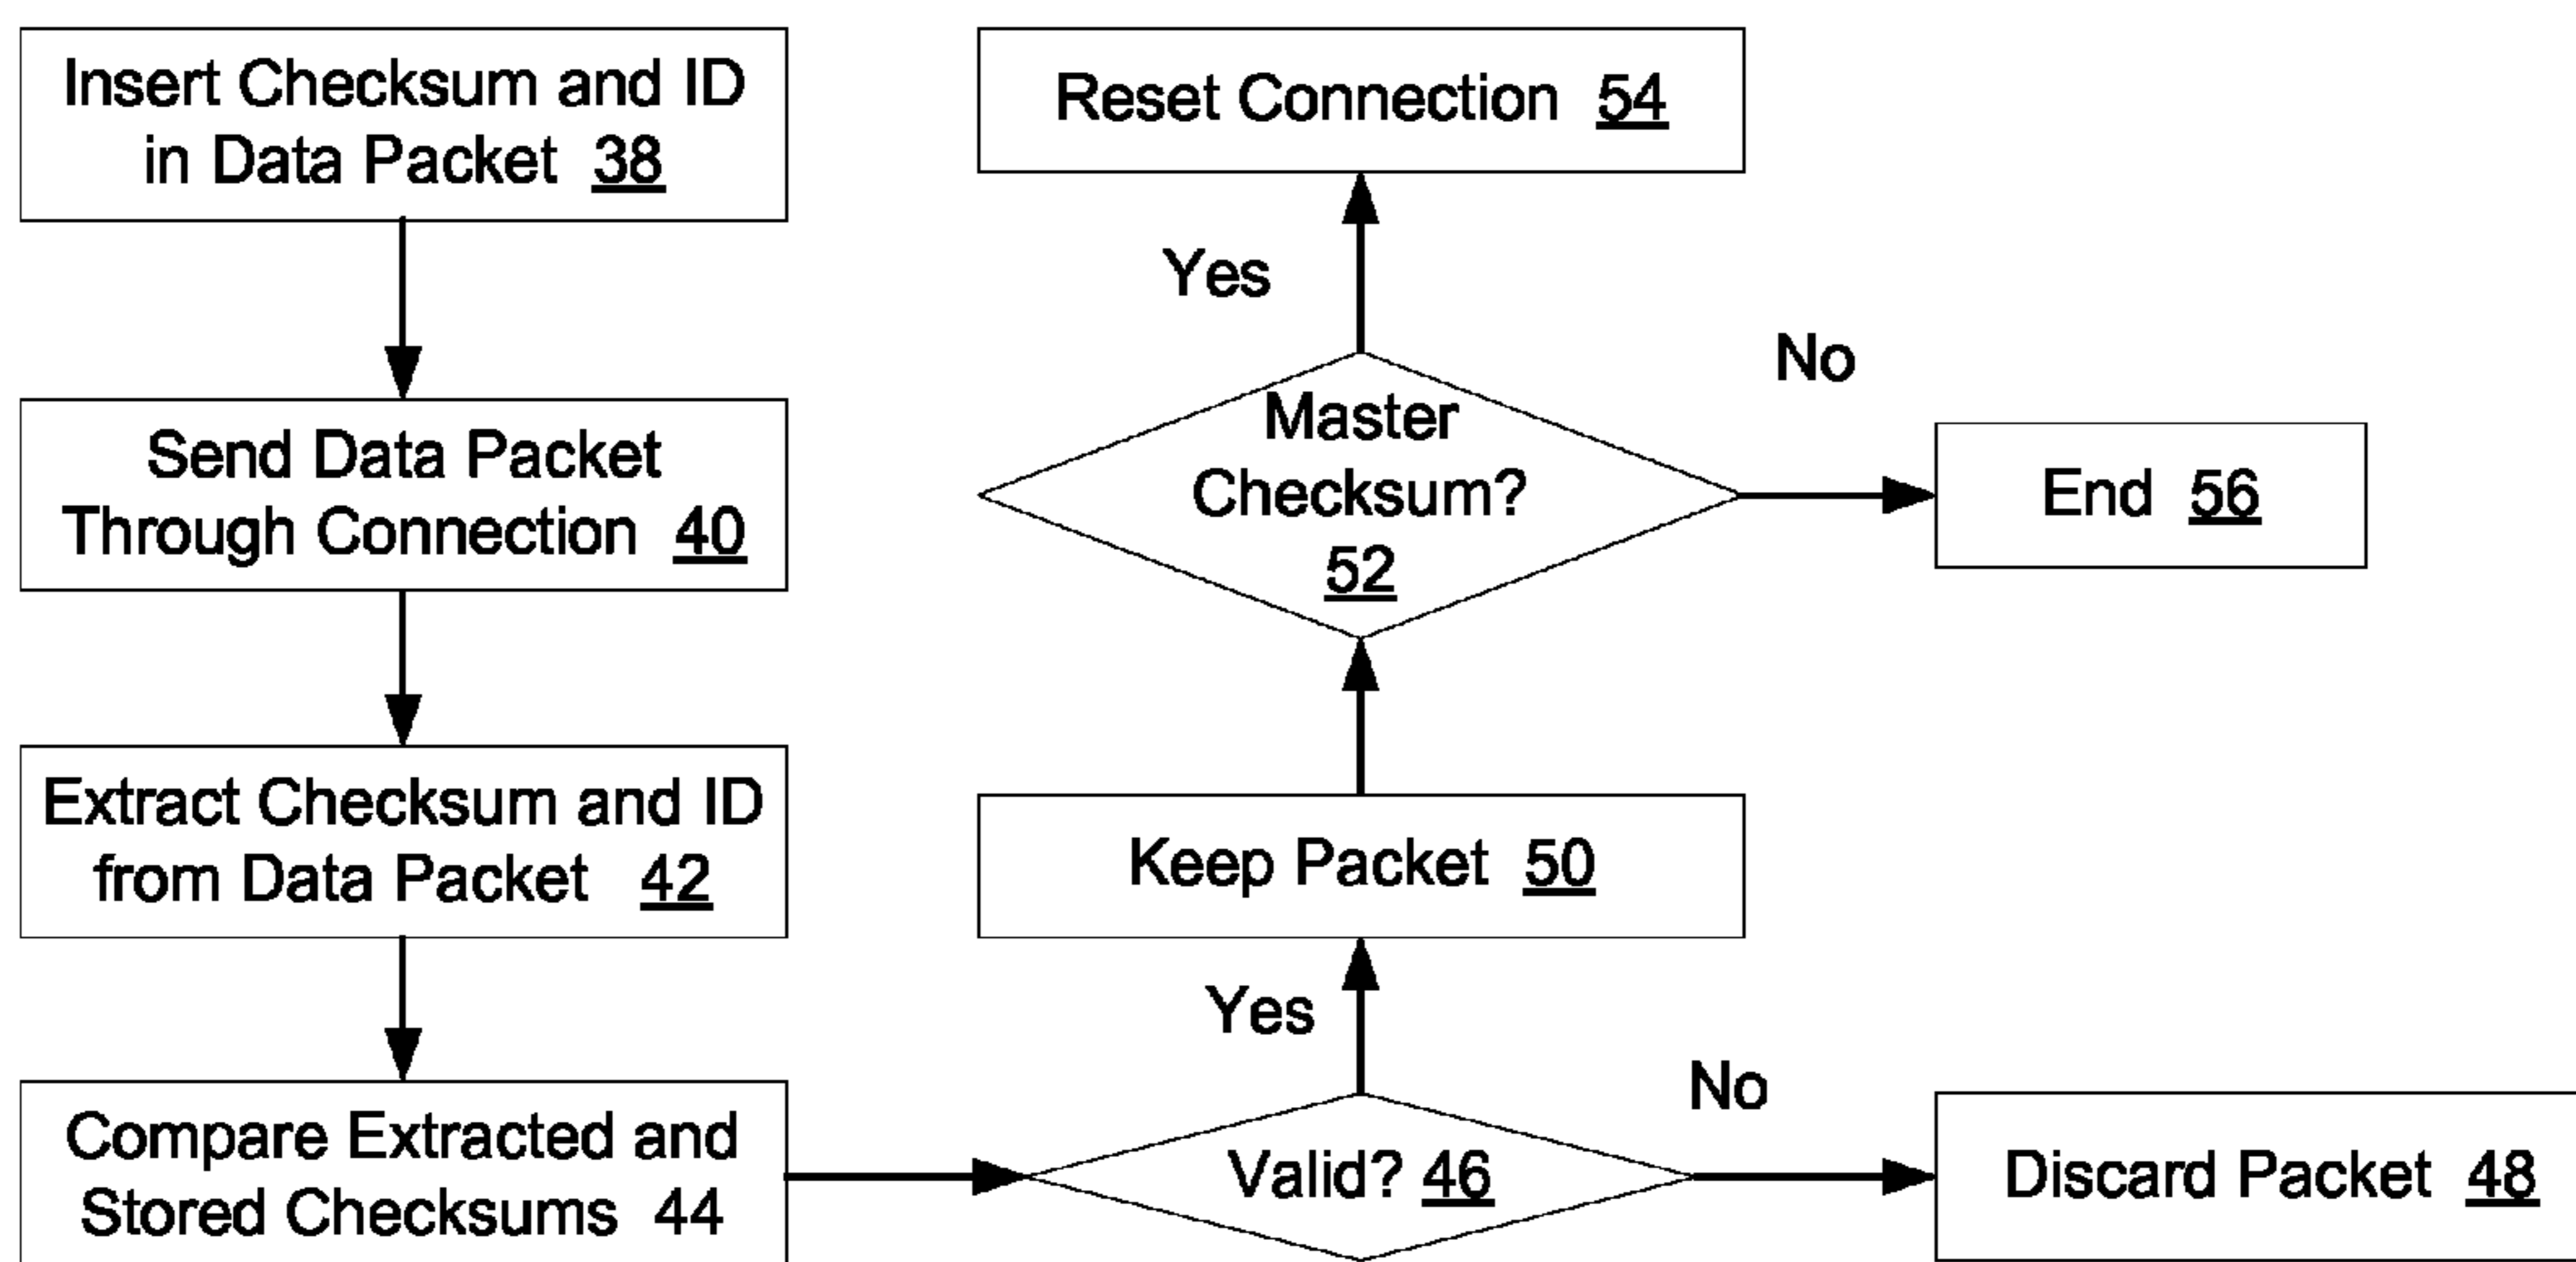 Insert Checksum and ID
in Data Packet 38
Send Data Packet
Through Connection 40
Extract Checksum and ID
from Data Packet 42
Compare Extracted and
Stored Checksums 44
Valid? 46
No
Discard Packet 48
Yes
Keep Packet 50
Master
Checksum?
52
No
End 56
Yes
Reset Connection 54